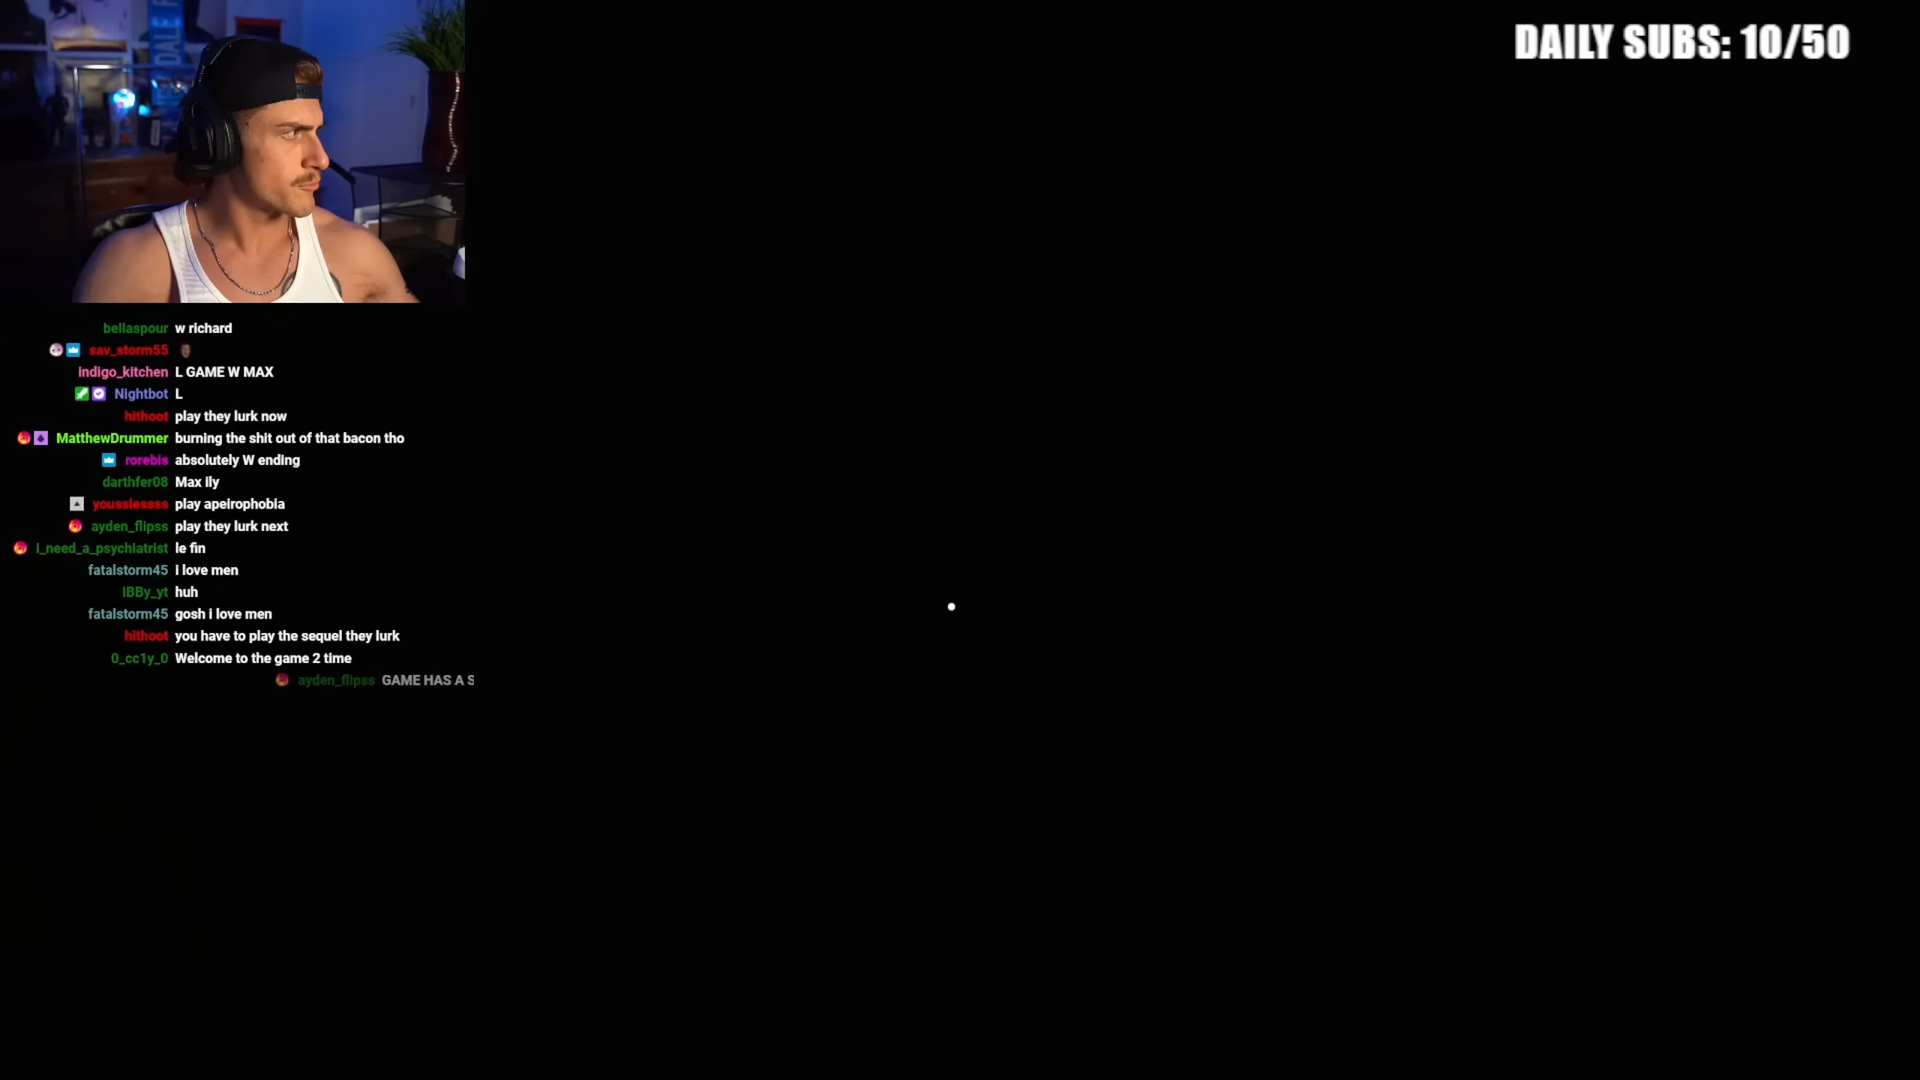 DAILY SUBS: 10/50
DALE
bellaspour w richard
sav_storm55
indigo_kitchen L GAME W MAX
Nightbot L
hithoot play they lurk now
MatthewDrummer burning the shit out of that bacon tho
rorebis absolutely W ending
darthfer08 Max ily
yousslessss play apeirophobia
ayden_flipss play they lurk next
i_need_a_psychiatrist le fin
fatalstorm45 i love men
IBBy_yt huh
fatalstorm45 gosh i love men
hithoot you have to play the sequel they lurk
0_cc1y_0 Welcome to the game 2 time
ayden_flipss GAME HAS A S